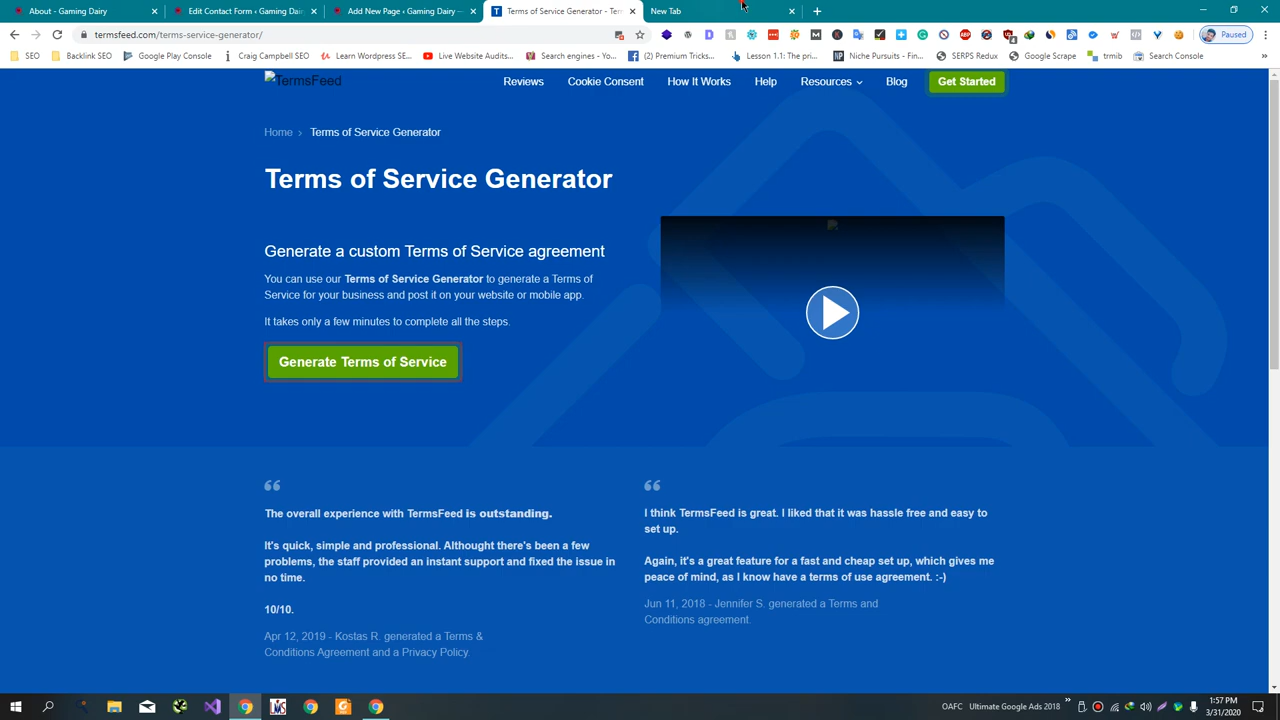 About - Gaming Dairy
Edit Contact Form ‹ Gaming Dair
Add New Page ‹ Gaming Dairy —
Terms of Service Generator - Ter
New Tab
termsfeed.com/terms-service-generator/
Paused
SEO
Backlink SEO
Google Play Console
Craig Campbell SEO
Learn Wordpress SE...
Live Website Audits...
Search engines - Yo...
(2) Premium Tricks...
Lesson 1.1: The pri...
Niche Pursuits - Fin...
SERPS Redux
Google Scrape
trmib
Search Console
TermsFeed
Reviews
Cookie Consent
How It Works
Help
Resources
Blog
Get Started
Home › Terms of Service Generator
Terms of Service Generator
Generate a custom Terms of Service agreement
You can use our Terms of Service Generator to generate a Terms of
Service for your business and post it on your website or mobile app.
It takes only a few minutes to complete all the steps.
Generate Terms of Service
The overall experience with TermsFeed is outstanding.
It's quick, simple and professional. Althought there's been a few
problems, the staff provided an instant support and fixed the issue in
no time.
10/10.
Apr 12, 2019 - Kostas R. generated a Terms &
Conditions Agreement and a Privacy Policy.
I think TermsFeed is great. I liked that it was hassle free and easy to
set up.
Again, it's a great feature for a fast and cheap set up, which gives me
peace of mind, as I know have a terms of use agreement. :-)
Jun 11, 2018 - Jennifer S. generated a Terms and
Conditions agreement.
OAFC
Ultimate Google Ads 2018
1:57 PM
3/31/2020